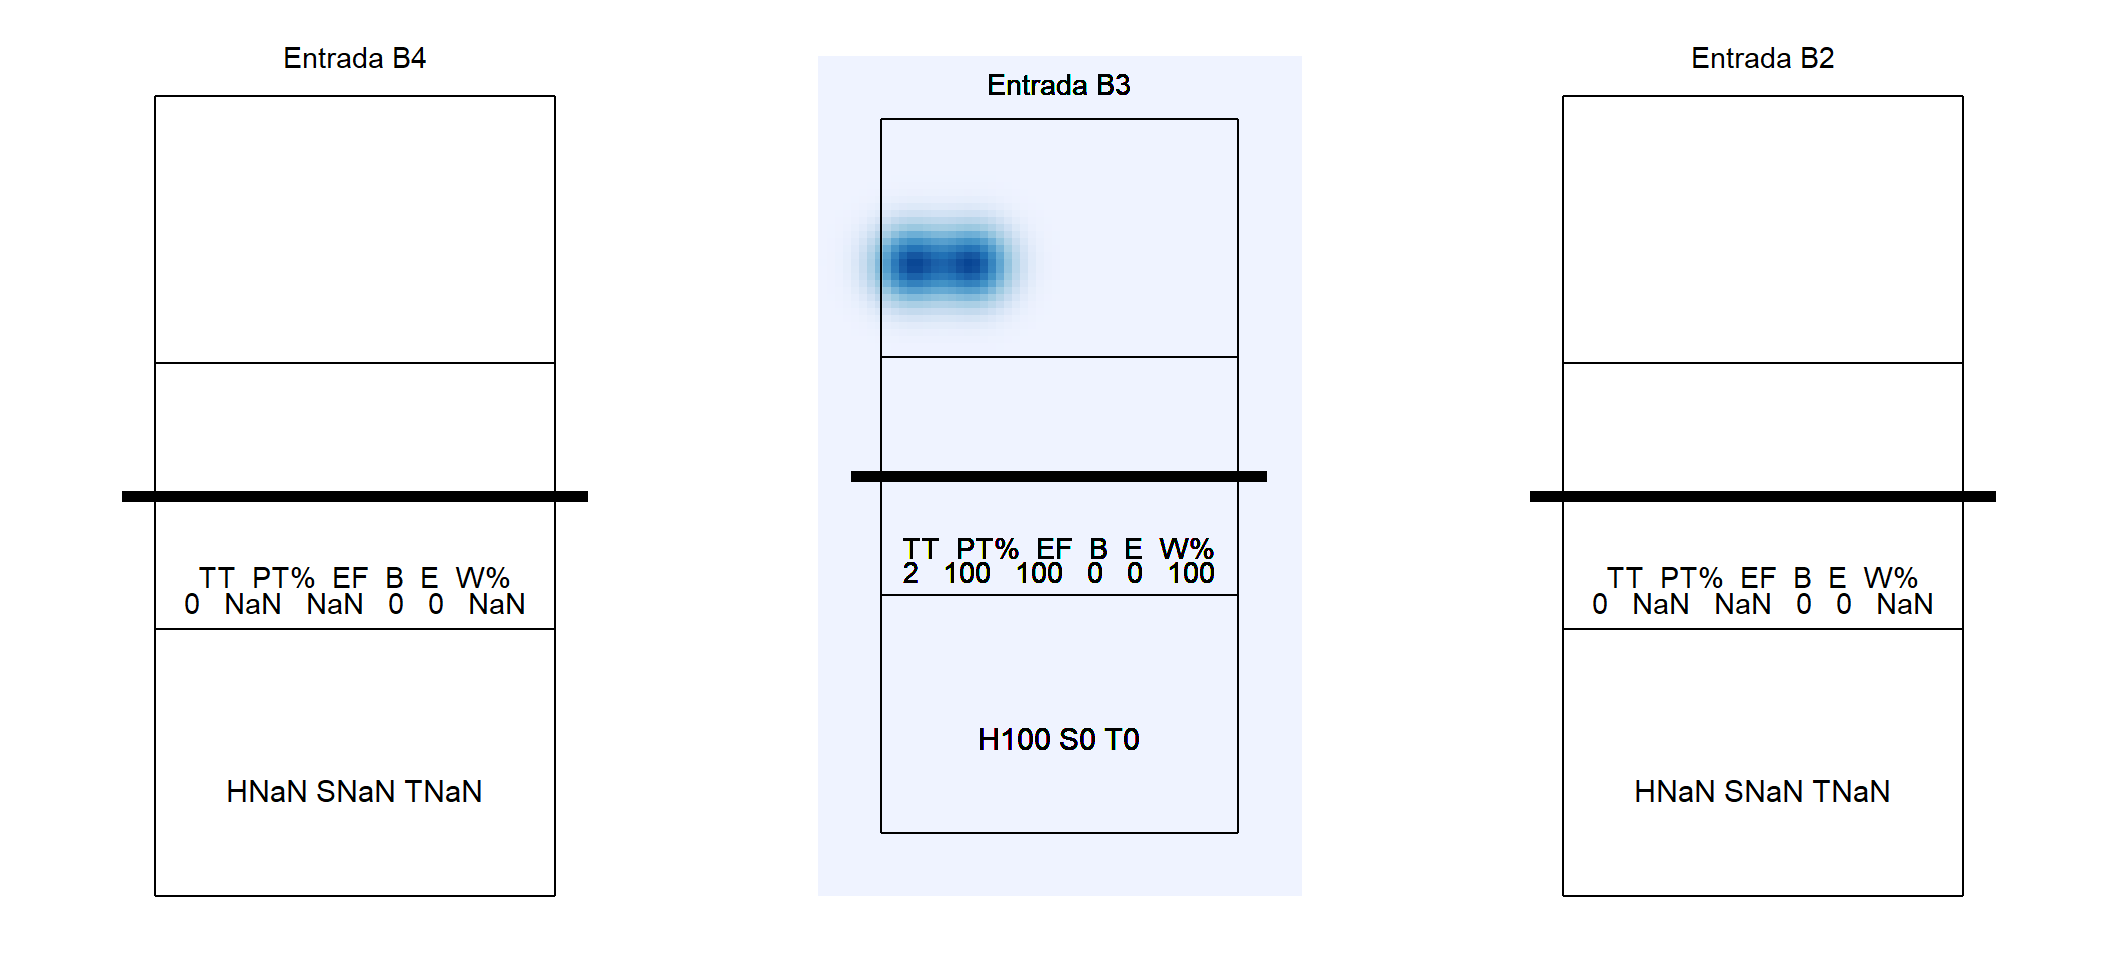 Entrada B4
TT PT% EF B E W%
0 NaN NaN 0 0 NaN
HNaN SNaN TNaN
Entrada B3
TT PT% EF B E W%
2 100 100 0 0 100
H100 S0 T0
Entrada B2
TT PT% EF B E W%
0 NaN NaN 0 0 NaN
HNaN SNaN TNaN